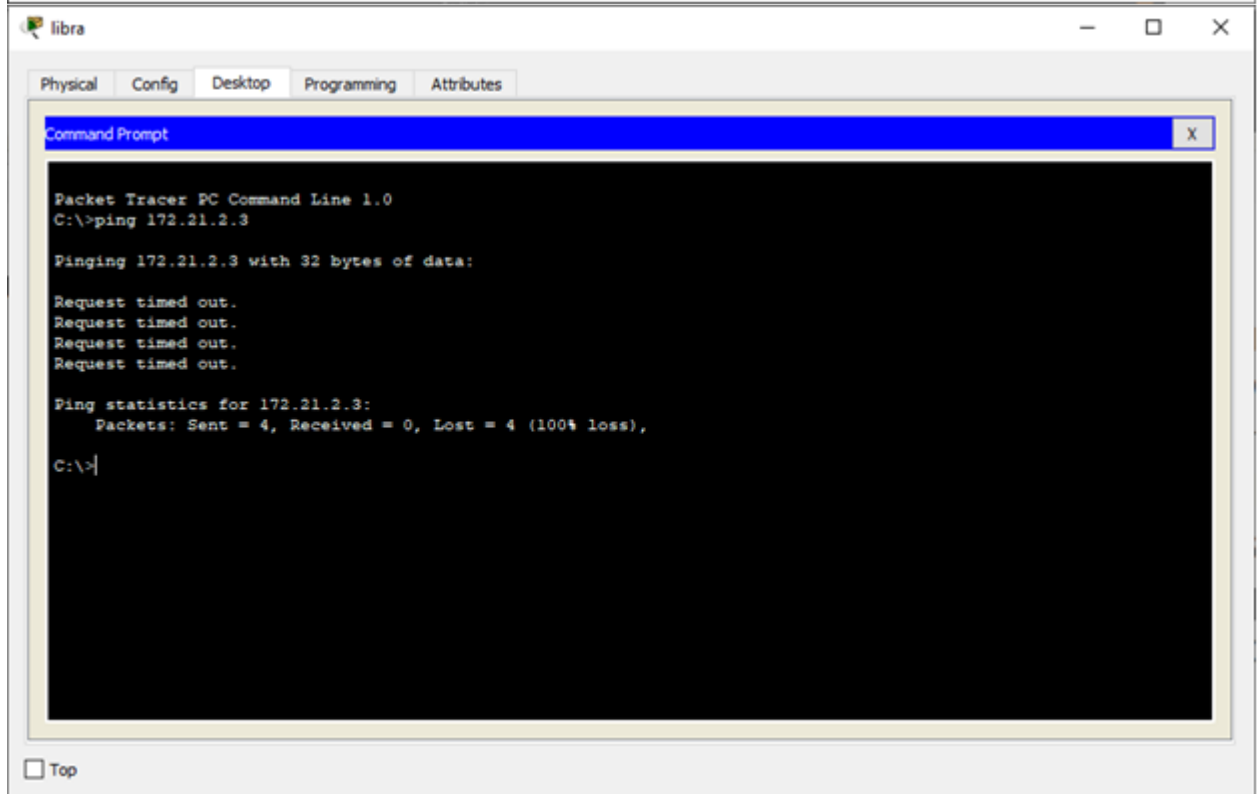 libra
Physical Config Desktop Programming Attributes
Command Prompt X
Packet Tracer PC Command Line 1.0
C:\>ping 172.21.2.3
Pinging 172.21.2.3 with 32 bytes of data:
Request timed out.
Request timed out.
Request timed out.
Request timed out.
Ping statistics for 172.21.2.3:
Packets: Sent = 4, Received = 0, Lost = 4 (100% loss),
C:\>
Top